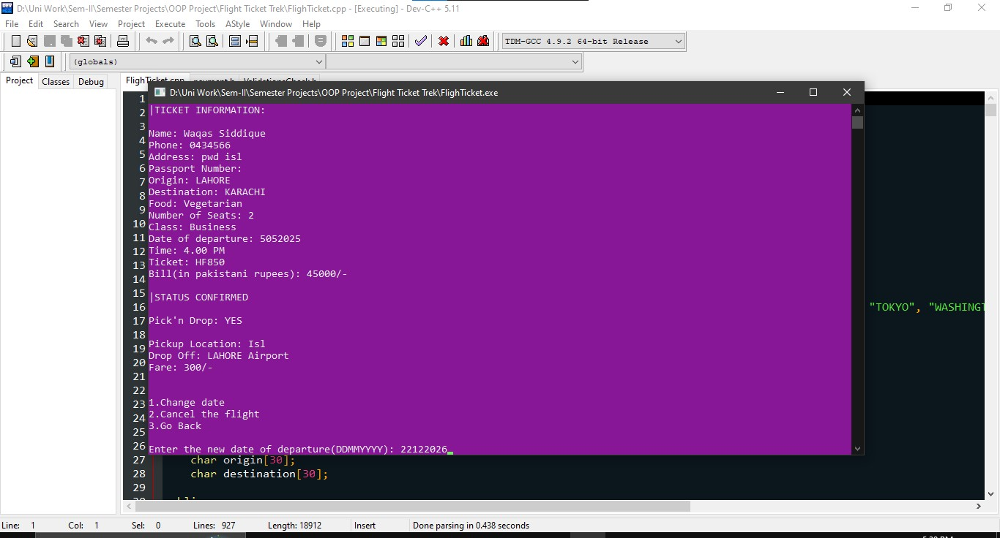 D:\Uni Work\Sem-II\Semester Projects\OOP Project\Flight Ticket Trek\FlighTicket.cpp - [Executing] - Dev-C++ 5.11
File Edit Search View Project Execute Tools AStyle Window Help
TDM-GCC 4.9.2 64-bit Release
(globals)
Project Classes Debug
FlighTicket.cpp payment.h ValidationsCheck.h
D:\Uni Work\Sem-II\Semester Projects\OOP Project\Flight Ticket Trek\FlighTicket.exe
1
2 |TICKET INFORMATION:
3
4 Name: Waqas Siddique
Phone: 0434566
5 Address: pwd isl
6 Passport Number:
7 Origin: LAHORE
8 Destination: KARACHI
Food: Vegetarian
9 Number of Seats: 2
10 Class: Business
11 Date of departure: 5052025
12 Time: 4.00 PM
13 Ticket: HF850
14 Bill(in pakistani rupees): 45000/-
15 |STATUS CONFIRMED
16 "TOKYO", "WASHINGT
17 Pick'n Drop: YES
18
19 Pickup Location: Isl
20 Drop Off: LAHORE Airport
Fare: 300/-
21
22
23 1.Change date
24 2.Cancel the flight
25 3.Go Back
26 Enter the new date of departure(DDMMYYYY): 22122026
27 char origin[30];
28 char destination[30];
29
Line: 1 Col: 1 Sel: 0 Lines: 927 Length: 18912 Insert Done parsing in 0.438 seconds